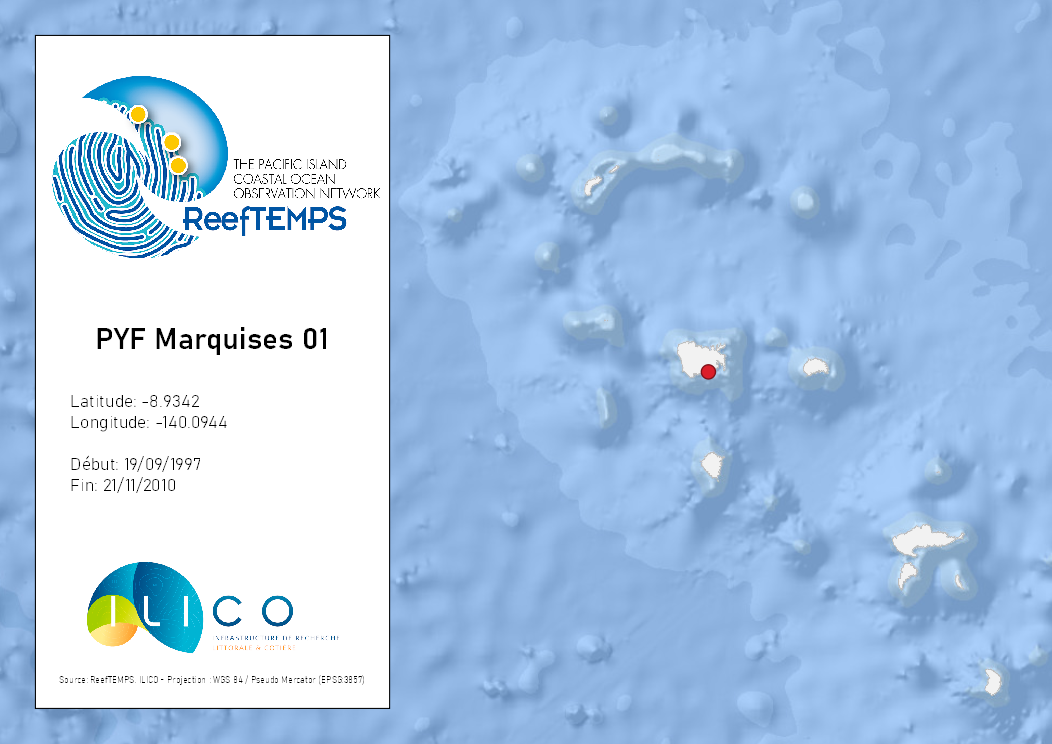 THE PACIFIC ISLAND
COASTAL OCEAN
OBSERVATION NETWORK
ReefTEMPS
PYF Marquises 01
Latitude: -8.9342
Longitude: -140.0944
Début: 19/09/1997
Fin: 21/11/2010
ILICO
INFRASTRUCTURE DE RECHERCHE
LITTORALE & CÔTIÈRE
Source: ReefTEMPS, ILICO - Projection : WGS 84 / Pseudo Mercator (EPSG:3857)